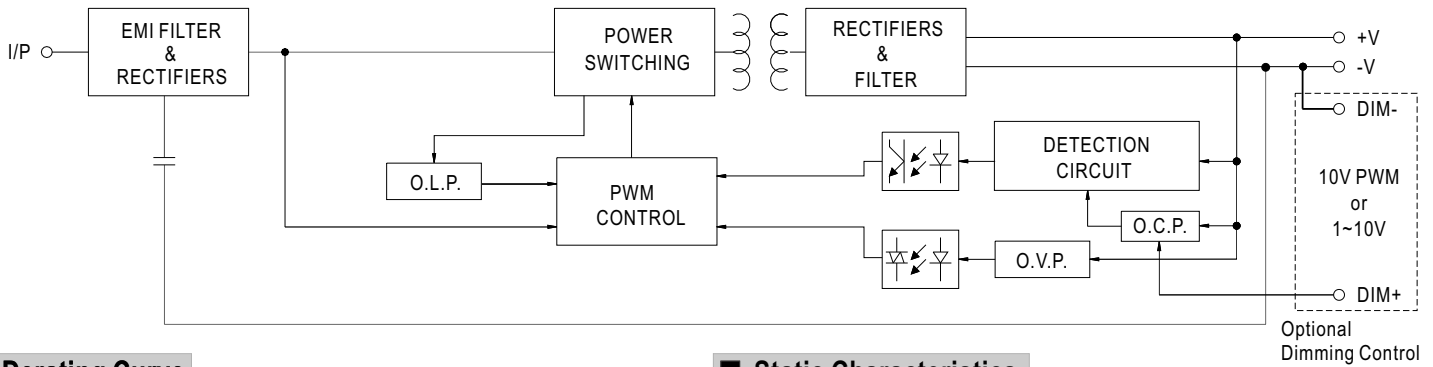 I/P
EMI FILTER
&
RECTIFIERS
POWER
SWITCHING
RECTIFIERS
&
FILTER
+V
-V
DIM-
10V PWM
or
1~10V
DIM+
Optional
Dimming Control
O.L.P.
PWM
CONTROL
DETECTION
CIRCUIT
O.C.P.
O.V.P.
Derating Curve
Static Characteristics